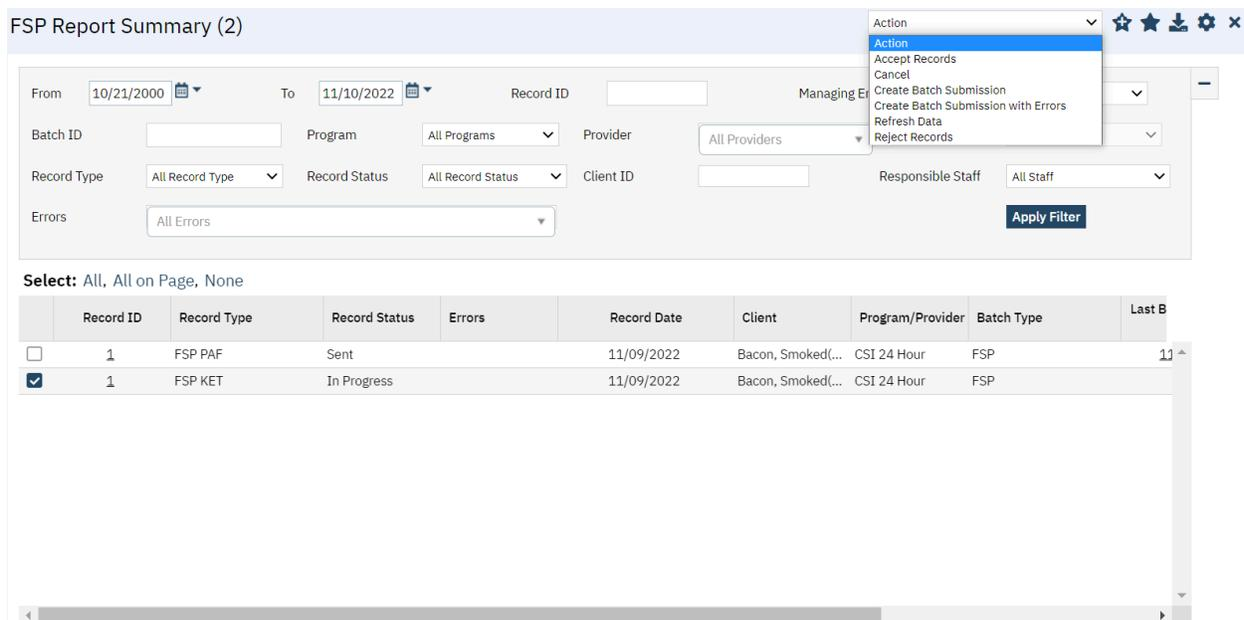 FSP Report Summary (2)
Action
Action
Accept Records
Cancel
Create Batch Submission
Create Batch Submission with Errors
Refresh Data
Reject Records
From 10/21/2000 To 11/10/2022 Record ID Managing En
Batch ID Program All Programs Provider All Providers
Record Type All Record Type Record Status All Record Status Client ID Responsible Staff All Staff
Errors All Errors Apply Filter
Select: All, All on Page, None
Record ID Record Type Record Status Errors Record Date Client Program/Provider Batch Type Last B
1 FSP PAF Sent 11/09/2022 Bacon, Smoked(... CSI 24 Hour FSP 11
1 FSP KET In Progress 11/09/2022 Bacon, Smoked(... CSI 24 Hour FSP